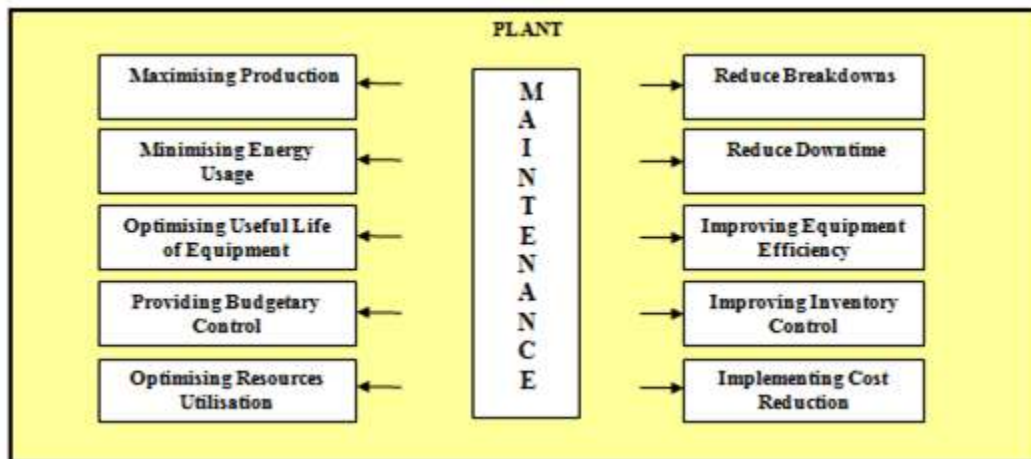 PLANT
Maximising Production
Minimising Energy
Usage
Optimising Useful Life
of Equipment
Providing Budgetary
Control
Optimising Resources
Utilisation
M
A
I
N
T
E
N
A
N
C
E
Reduce Breakdowns
Reduce Downtime
Improving Equipment
Efficiency
Improving Inventory
Control
Implementing Cost
Reduction